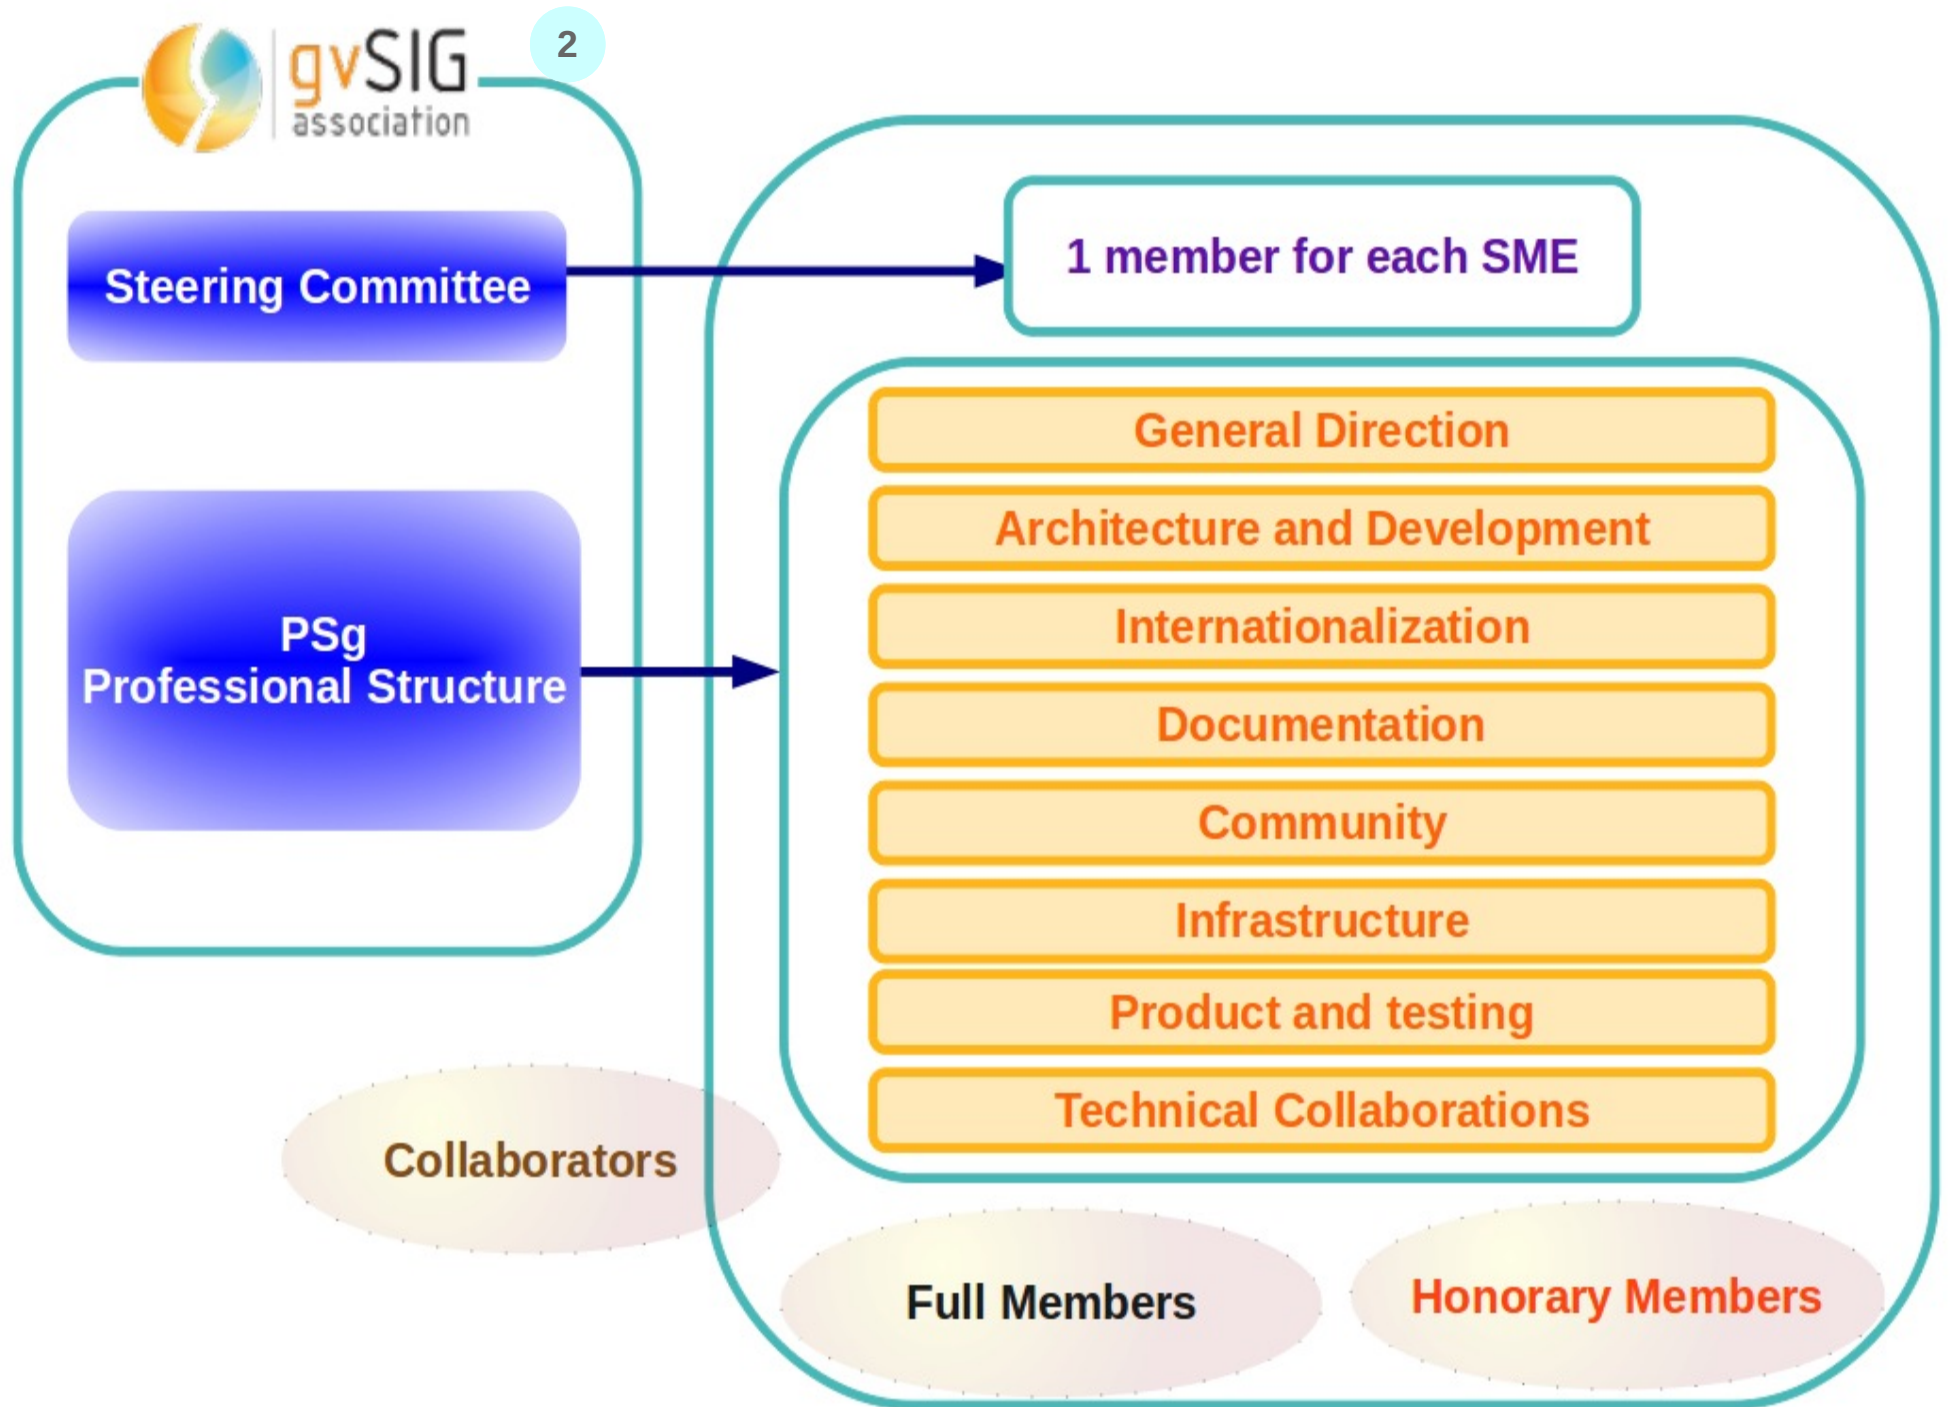 gvSIG
association
2
Steering Committee
1 member for each SME
PSg
Professional Structure
General Direction
Architecture and Development
Internationalization
Documentation
Community
Infrastructure
Product and testing
Technical Collaborations
Collaborators
Full Members
Honorary Members